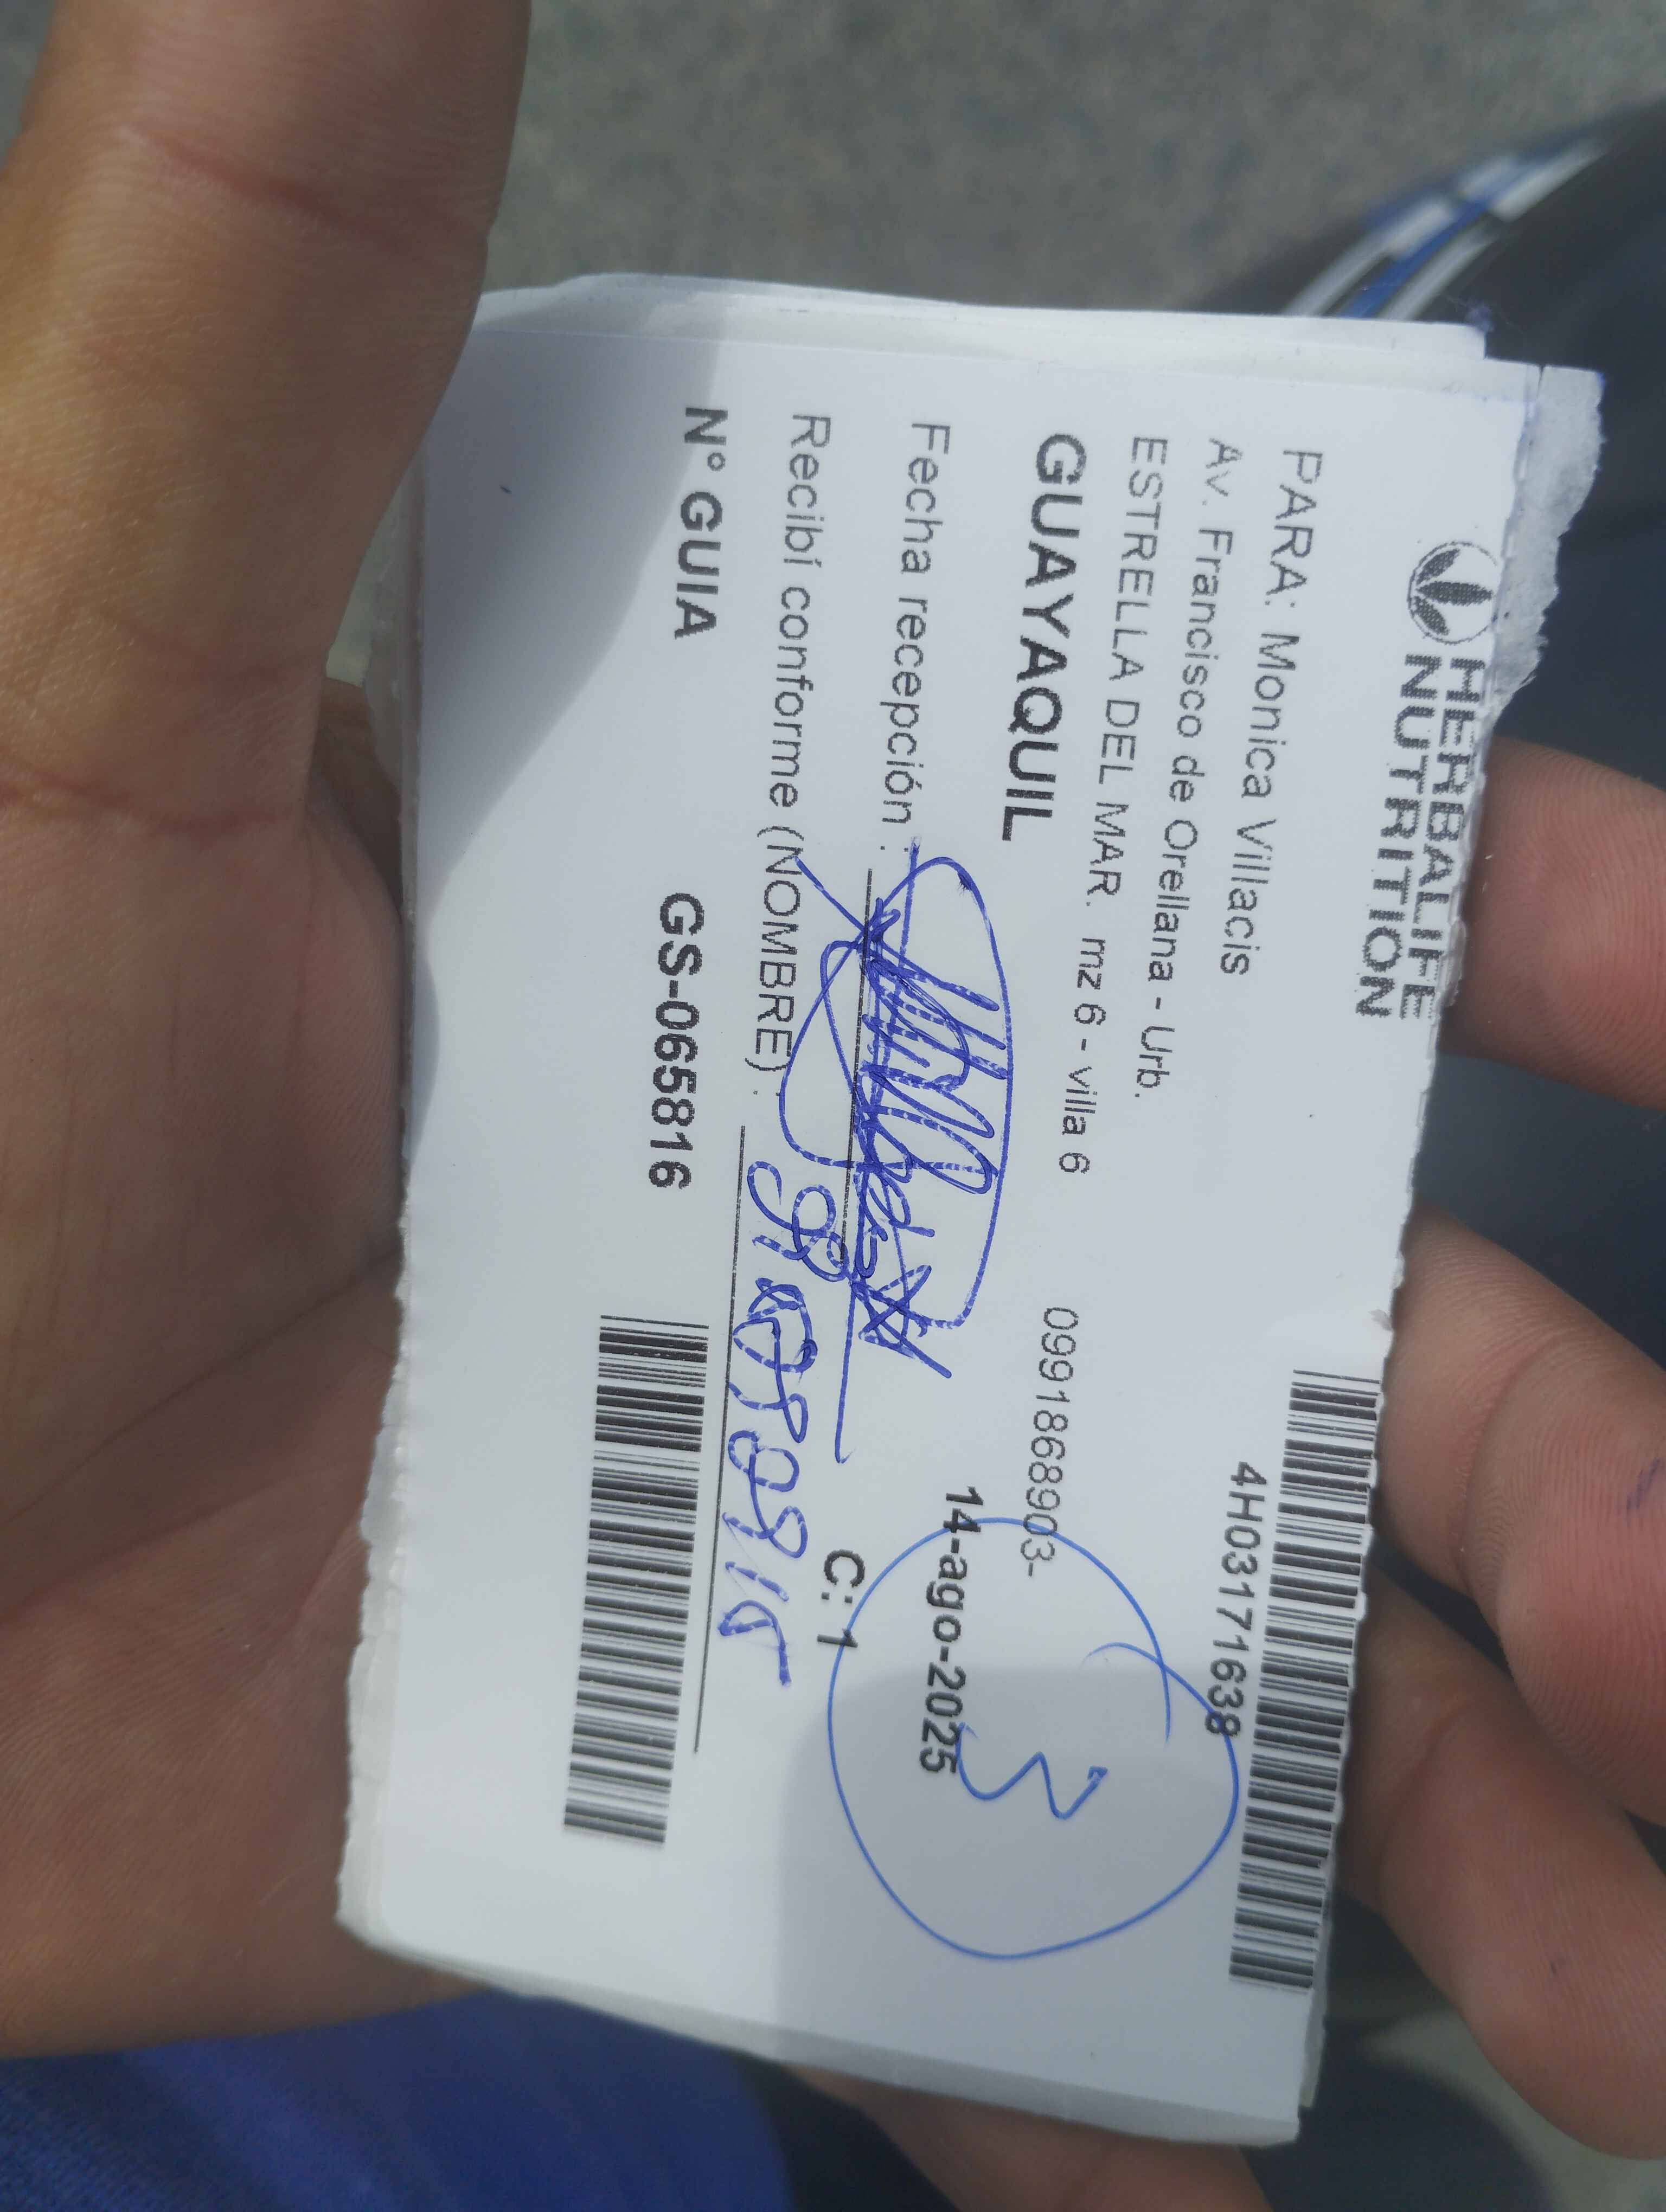 HERBALIFE
NUTRITION
4H03171638
PARA: Monica Villacis
Av. Francisco de Orellana - Urb.
ESTRELLA DEL MAR. mz 6 - villa 6 0991868903-
GUAYAQUIL
14-ago-2025
3
Fecha recepción :
C: 1
Recibí conforme (NOMBRE) :
N° GUIA GS-065816